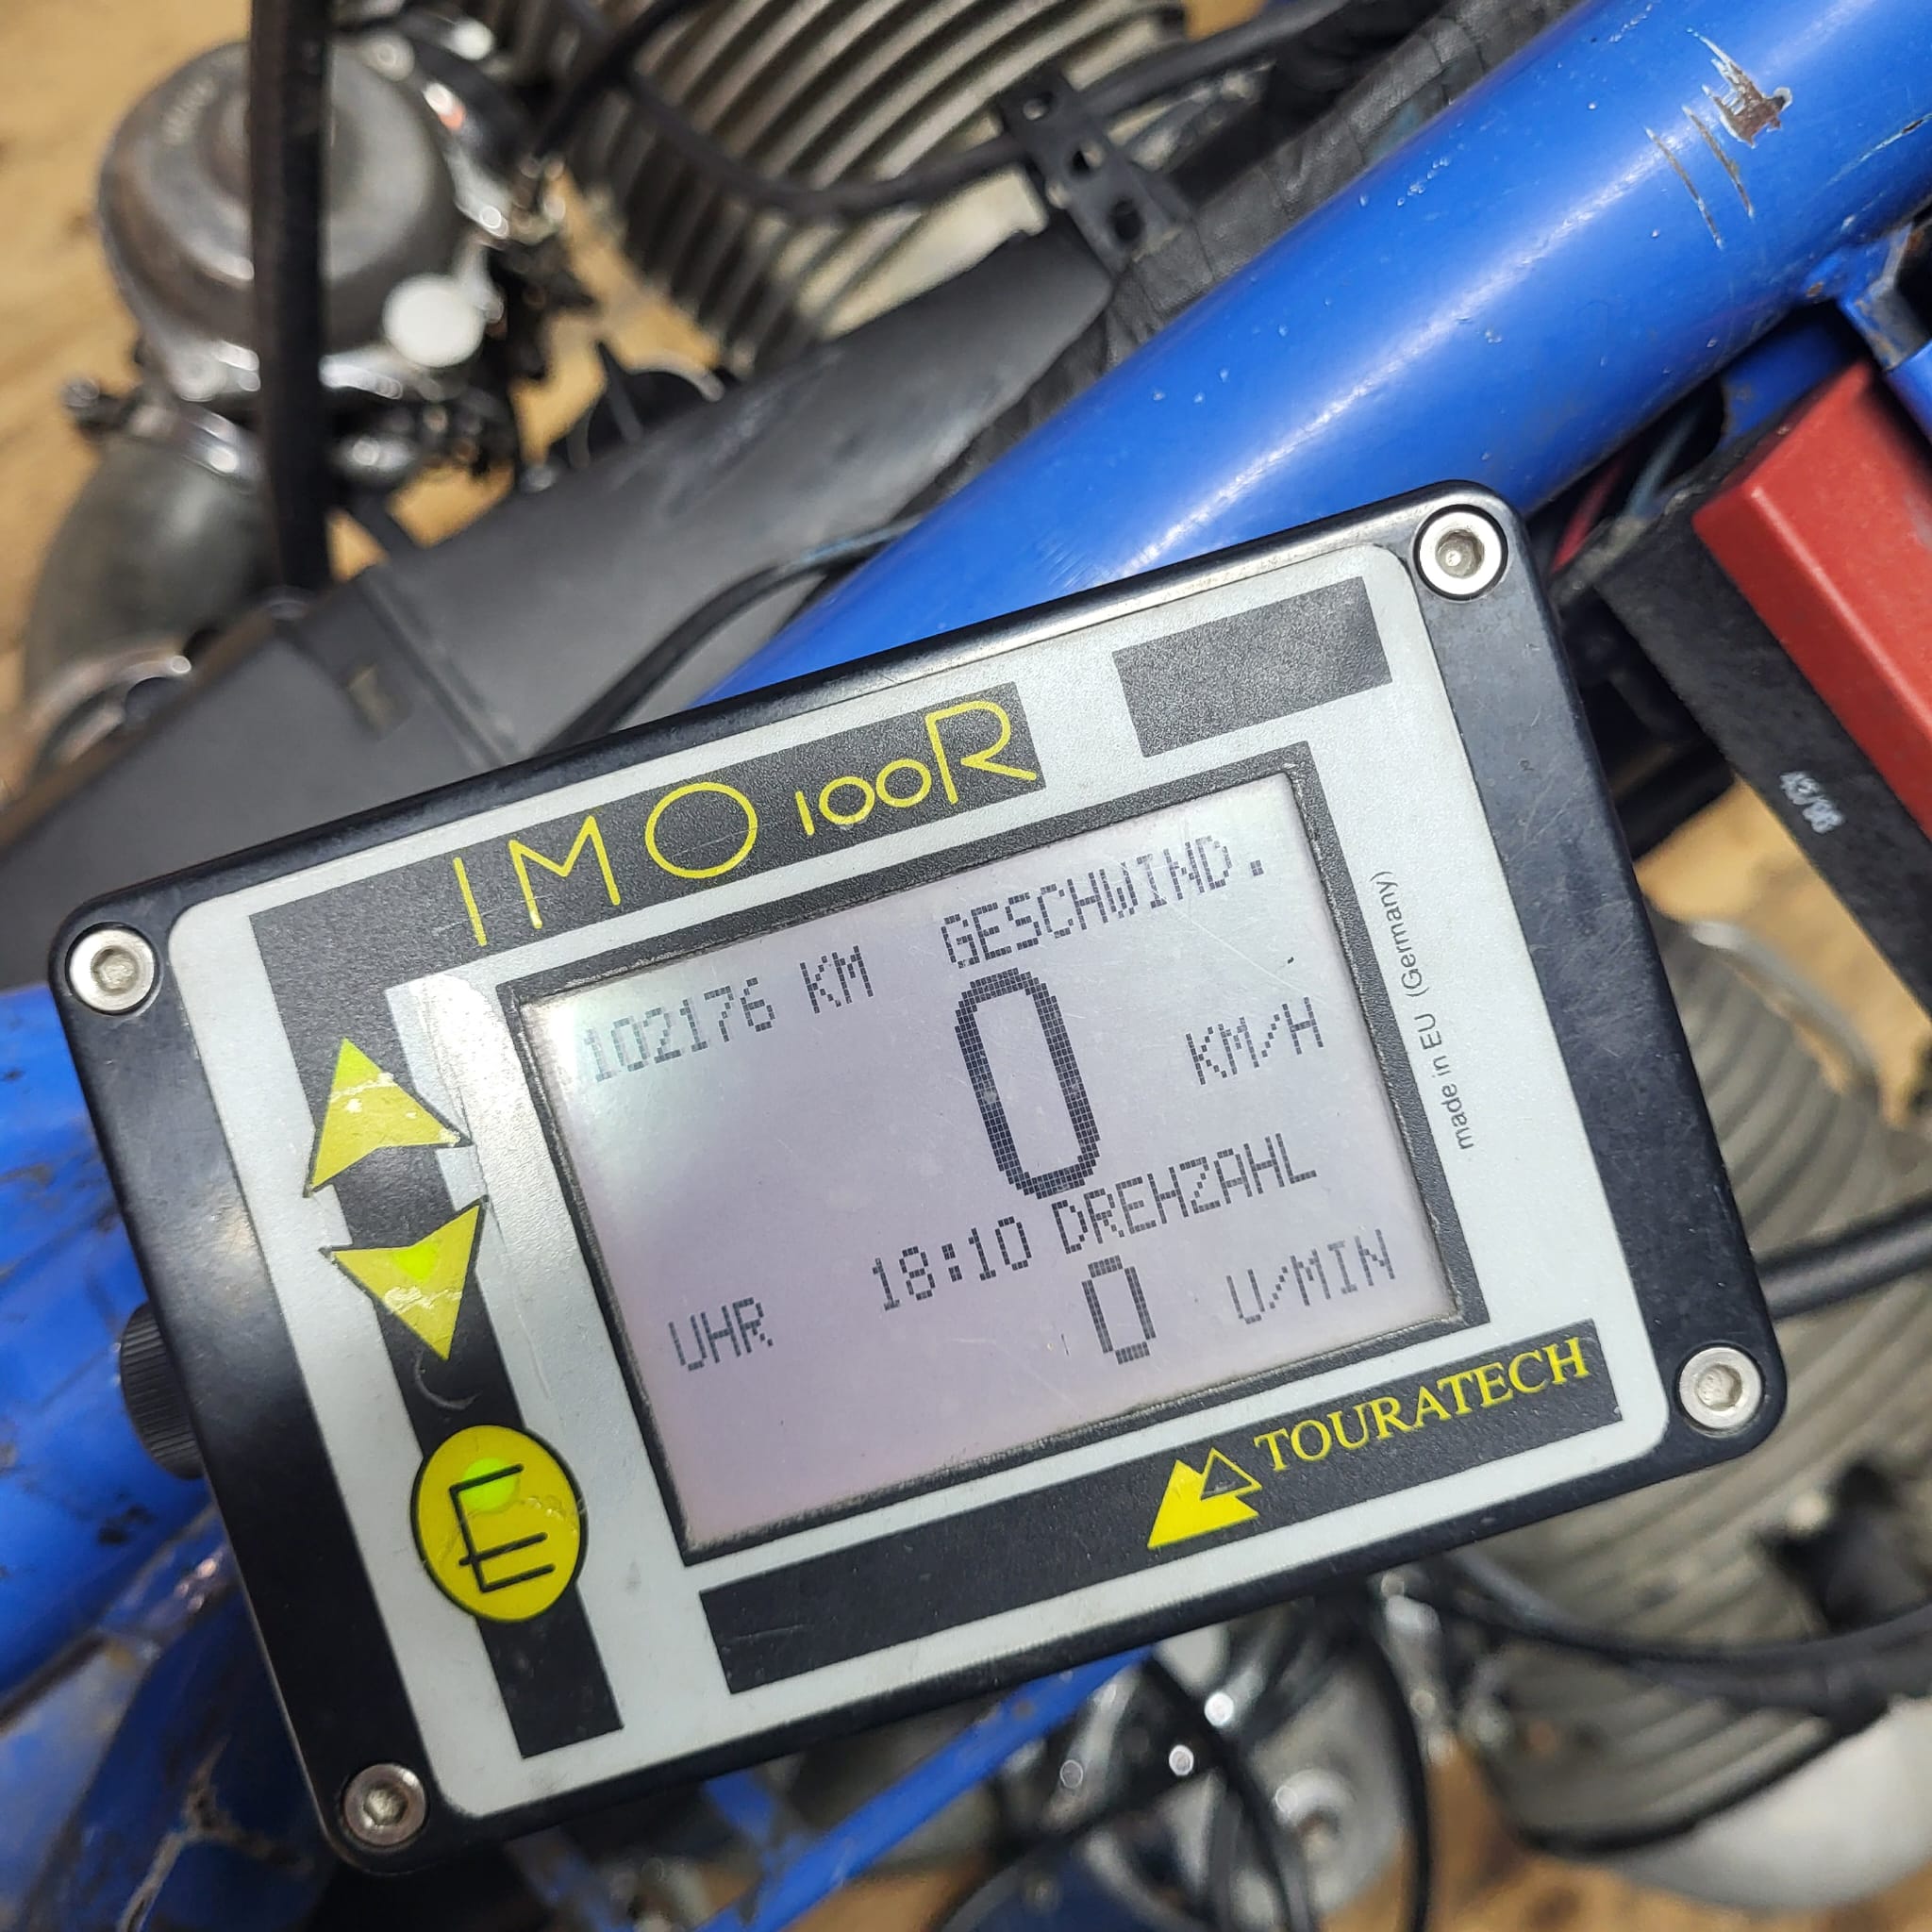 IMO 100R
GESCHWIND.
102176 KM
0 KM/H
18:10 DREHZAHL
UHR
0 U/MIN
E
TOURATECH
made in EU (Germany)